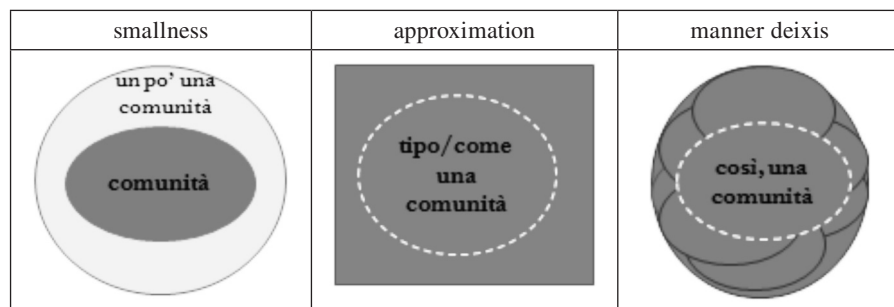 smallness
approximation
manner deixis
un po' una
comunità
comunità
tipo/come
una
comunità
così, una
comunità